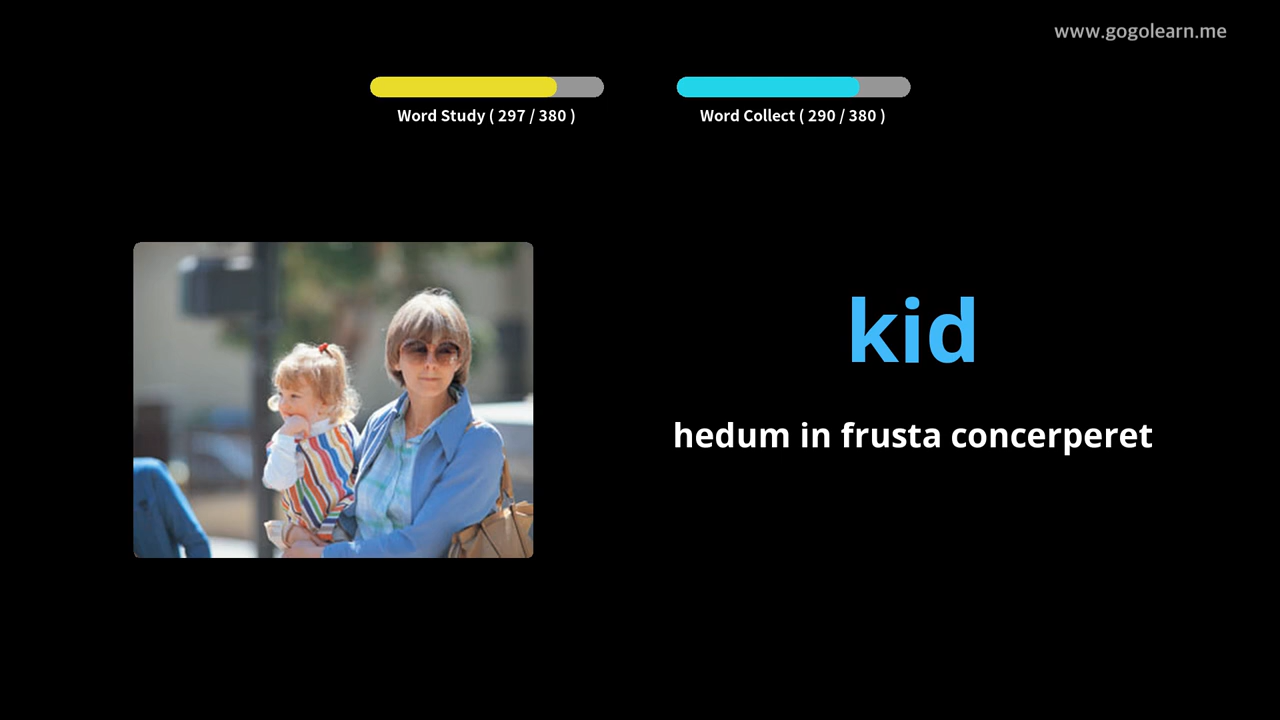 www.gogolearn.me
Word Study ( 297 / 380 )
Word Collect ( 290 / 380 )
kid
hedum in frusta concerperet